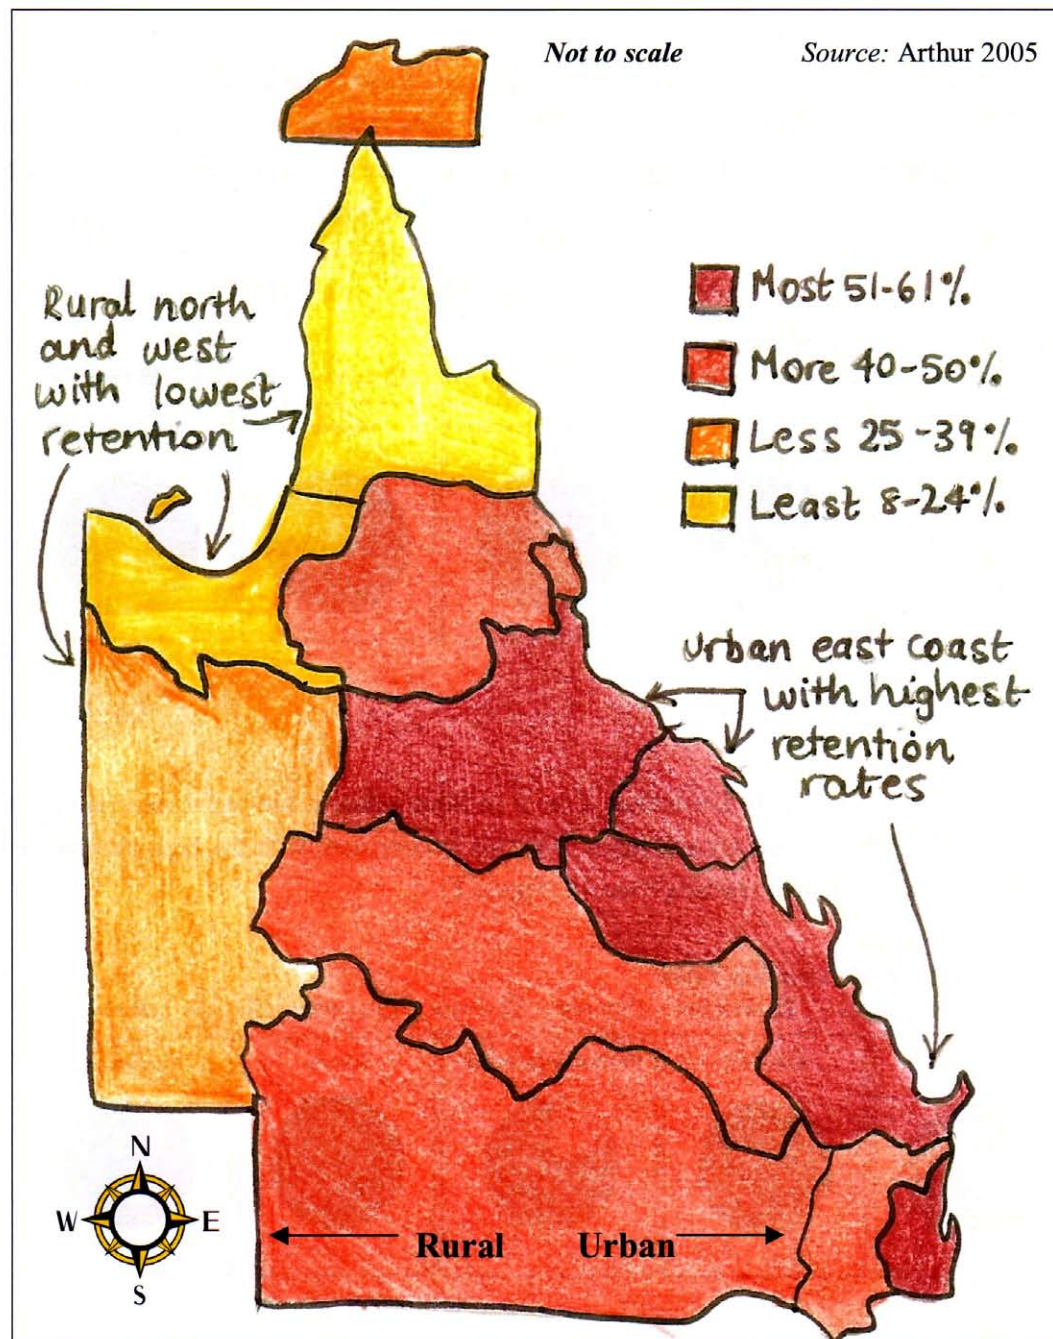 Not to scale
Source: Arthur 2005
Rural north
and west
with lowest
retention
Most 51-61%
More 40-50%
Less 25-39%
Least 8-24%
urban east coast
with highest
retention
rates
N
W
E
S
Rural
Urban